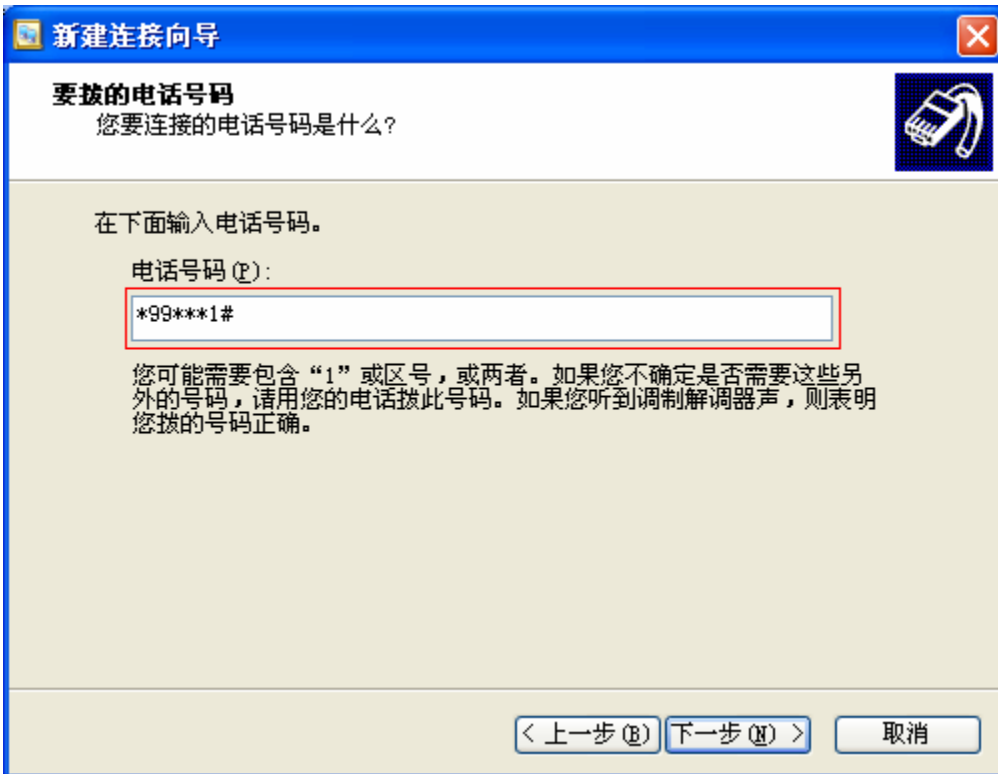 新建连接向导
要拨的电话号码
您要连接的电话号码是什么?
在下面输入电话号码。
电话号码(P):
*99***1#
您可能需要包含“1”或区号，或两者。如果您不确定是否需要这些另
外的号码，请用您的电话拨此号码。如果您听到调制解调器声，则表明
您拨的号码正确。
< 上一步(B) 下一步(N) > 取消